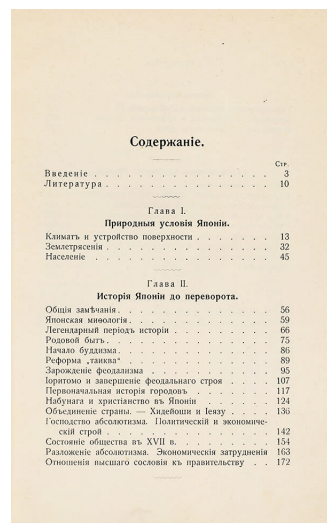 Содержаніе.
Стр.
Введеніе . . . . . . . . . . . . . . . 3
Литература . . . . . . . . . . . . . . 10
Глава I.
Природныя условія Японіи.
Климатъ и устройство поверхности . . . . . . . 13
Землетрясенія . . . . . . . . . . . . . 32
Населеніе . . . . . . . . . . . . . . 45
Глава II.
Исторія Японіи до переворота.
Общія замѣчанія . . . . . . . . . . . . 56
Японская миѳологія . . . . . . . . . . . 59
Легендарный періодъ исторіи . . . . . . . . 66
Родовой бытъ . . . . . . . . . . . . . 75
Начало буддизма . . . . . . . . . . . . 86
Реформа „таиква“ . . . . . . . . . . . . 89
Зарожденіе феодализма . . . . . . . . . . 95
Іоритомо и завершеніе феодальнаго строя . . . . 107
Первоначальная исторія городовъ . . . . . . . 117
Набунага и христіанство въ Японіи . . . . . . 124
Объединеніе страны. — Хидейоши и Іеязу . . . . 136
Господство абсолютизма. Политическій и экономиче-
скій строй . . . . . . . . . . . . . 142
Состояніе общества въ XVII в. . . . . . . . . 154
Разложеніе абсолютизма. Экономическія затрудненія 163
Отношенія высшаго сословія къ правительству . . 172